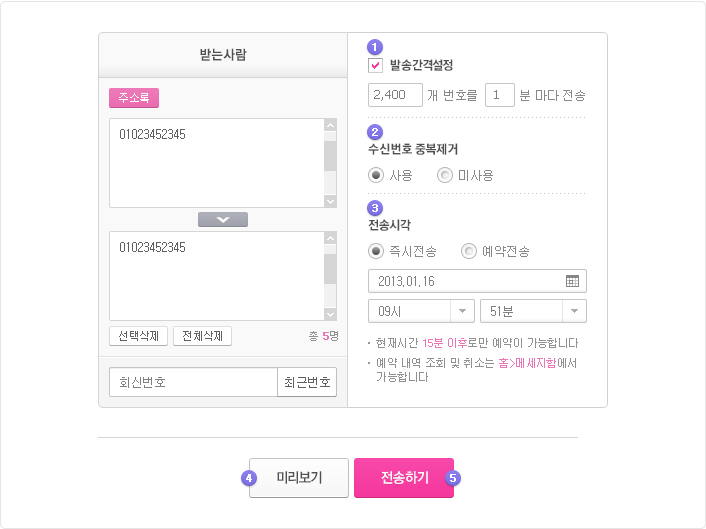 받는사람
주소록
01023452345
01023452345
선택삭제 전체삭제 총 5명
회신번호 최근번호
1
발송간격설정
2,400 개 번호를 1 분 마다 전송
2
수신번호 중복제거
사용 미사용
3
전송시각
즉시전송 예약전송
2013.01.16
09시 51분
· 현재시간 15분 이후로만 예약이 가능합니다
· 예약 내역 조회 및 취소는 홈>메세지함에서
가능합니다
4 미리보기 전송하기 5